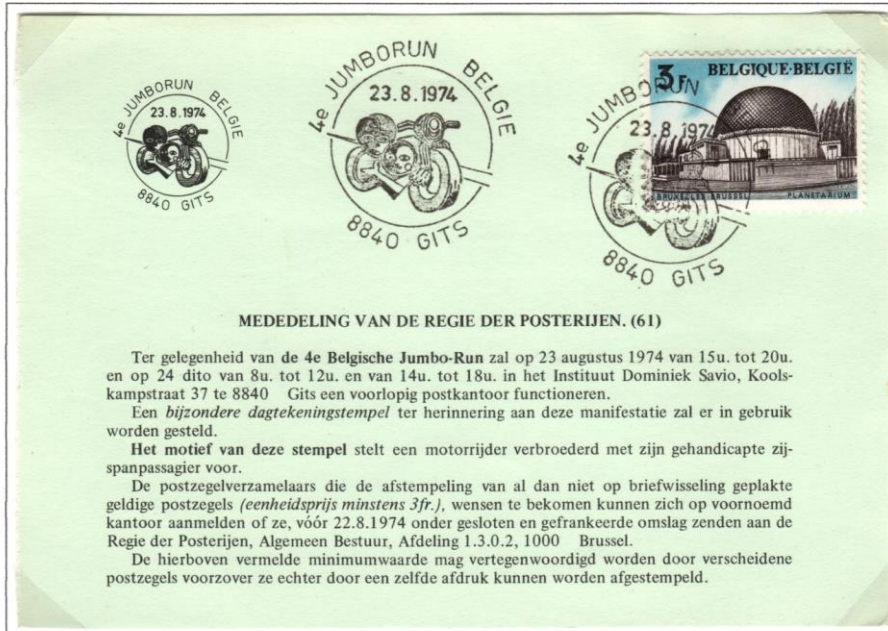 4e JUMBORUN BELGIE
23.8.1974
8840 GITS
4e JUMBORUN BELGIE
23.8.1974
8840 GITS
4e JUMBORUN
23.8.1974
8840 GITS
3F BELGIQUE·BELGIË
BRUXELLES BRUSSEL PLANETARIUM
MEDEDELING VAN DE REGIE DER POSTERIJEN. (61)
Ter gelegenheid van de 4e Belgische Jumbo-Run zal op 23 augustus 1974 van 15u. tot 20u.
en op 24 dito van 8u. tot 12u. en van 14u. tot 18u. in het Instituut Dominiek Savio, Kools-
kampstraat 37 te 8840 Gits een voorlopig postkantoor functioneren.
Een bijzondere dagtekeningstempel ter herinnering aan deze manifestatie zal er in gebruik
worden gesteld.
Het motief van deze stempel stelt een motorrijder verbroederd met zijn gehandicapte zij-
spanpassagier voor.
De postzegelverzamelaars die de afstempeling van al dan niet op briefwisseling geplakte
geldige postzegels (eenheidsprijs minstens 3fr.), wensen te bekomen kunnen zich op voornoemd
kantoor aanmelden of ze, vóór 22.8.1974 onder gesloten en gefrankeerde omslag zenden aan de
Regie der Posterijen, Algemeen Bestuur, Afdeling 1.3.0.2, 1000 Brussel.
De hierboven vermelde minimumwaarde mag vertegenwoordigd worden door verscheidene
postzegels voorzover ze echter door een zelfde afdruk kunnen worden afgestempeld.